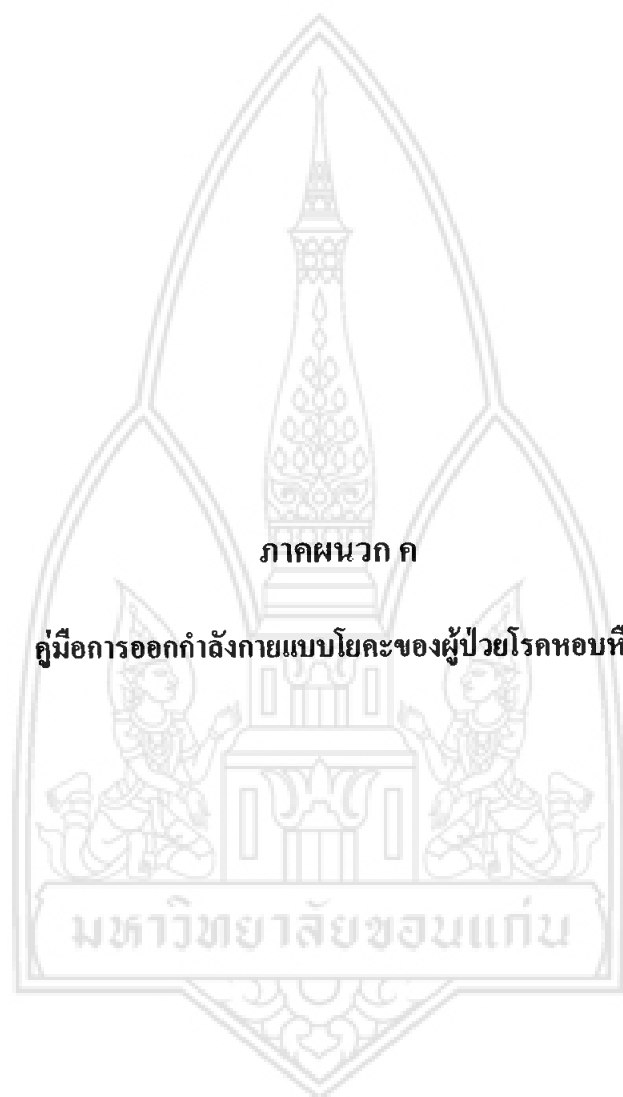 ภาคผนวก ค
คู่มือการออกกำลังกายแบบโยคะของผู้ป่วยโรคหอบหื
มหาวิทยาลัยขอนแก่น